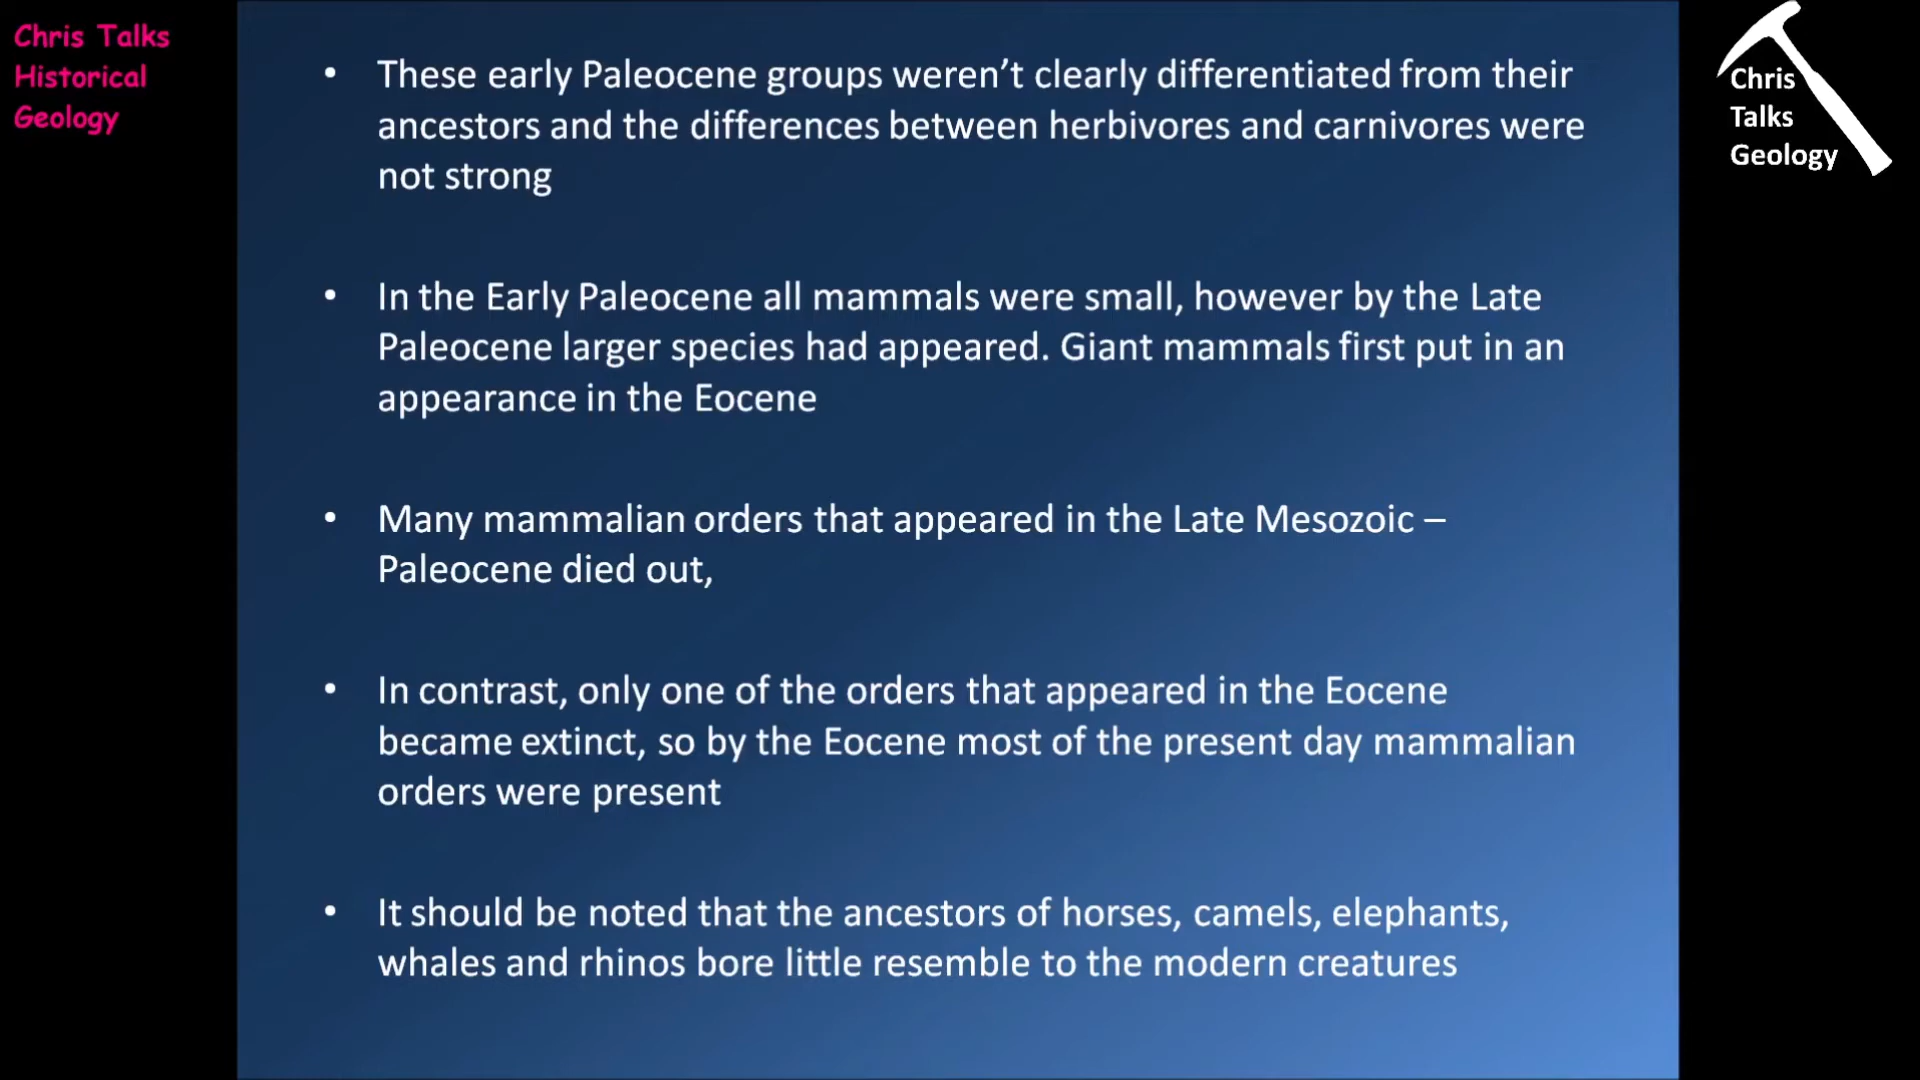 Chris Talks
Historical
Geology
Chris
Talks
Geology
• These early Paleocene groups weren’t clearly differentiated from their
ancestors and the differences between herbivores and carnivores were
not strong
• In the Early Paleocene all mammals were small, however by the Late
Paleocene larger species had appeared. Giant mammals first put in an
appearance in the Eocene
• Many mammalian orders that appeared in the Late Mesozoic –
Paleocene died out,
• In contrast, only one of the orders that appeared in the Eocene
became extinct, so by the Eocene most of the present day mammalian
orders were present
• It should be noted that the ancestors of horses, camels, elephants,
whales and rhinos bore little resemble to the modern creatures